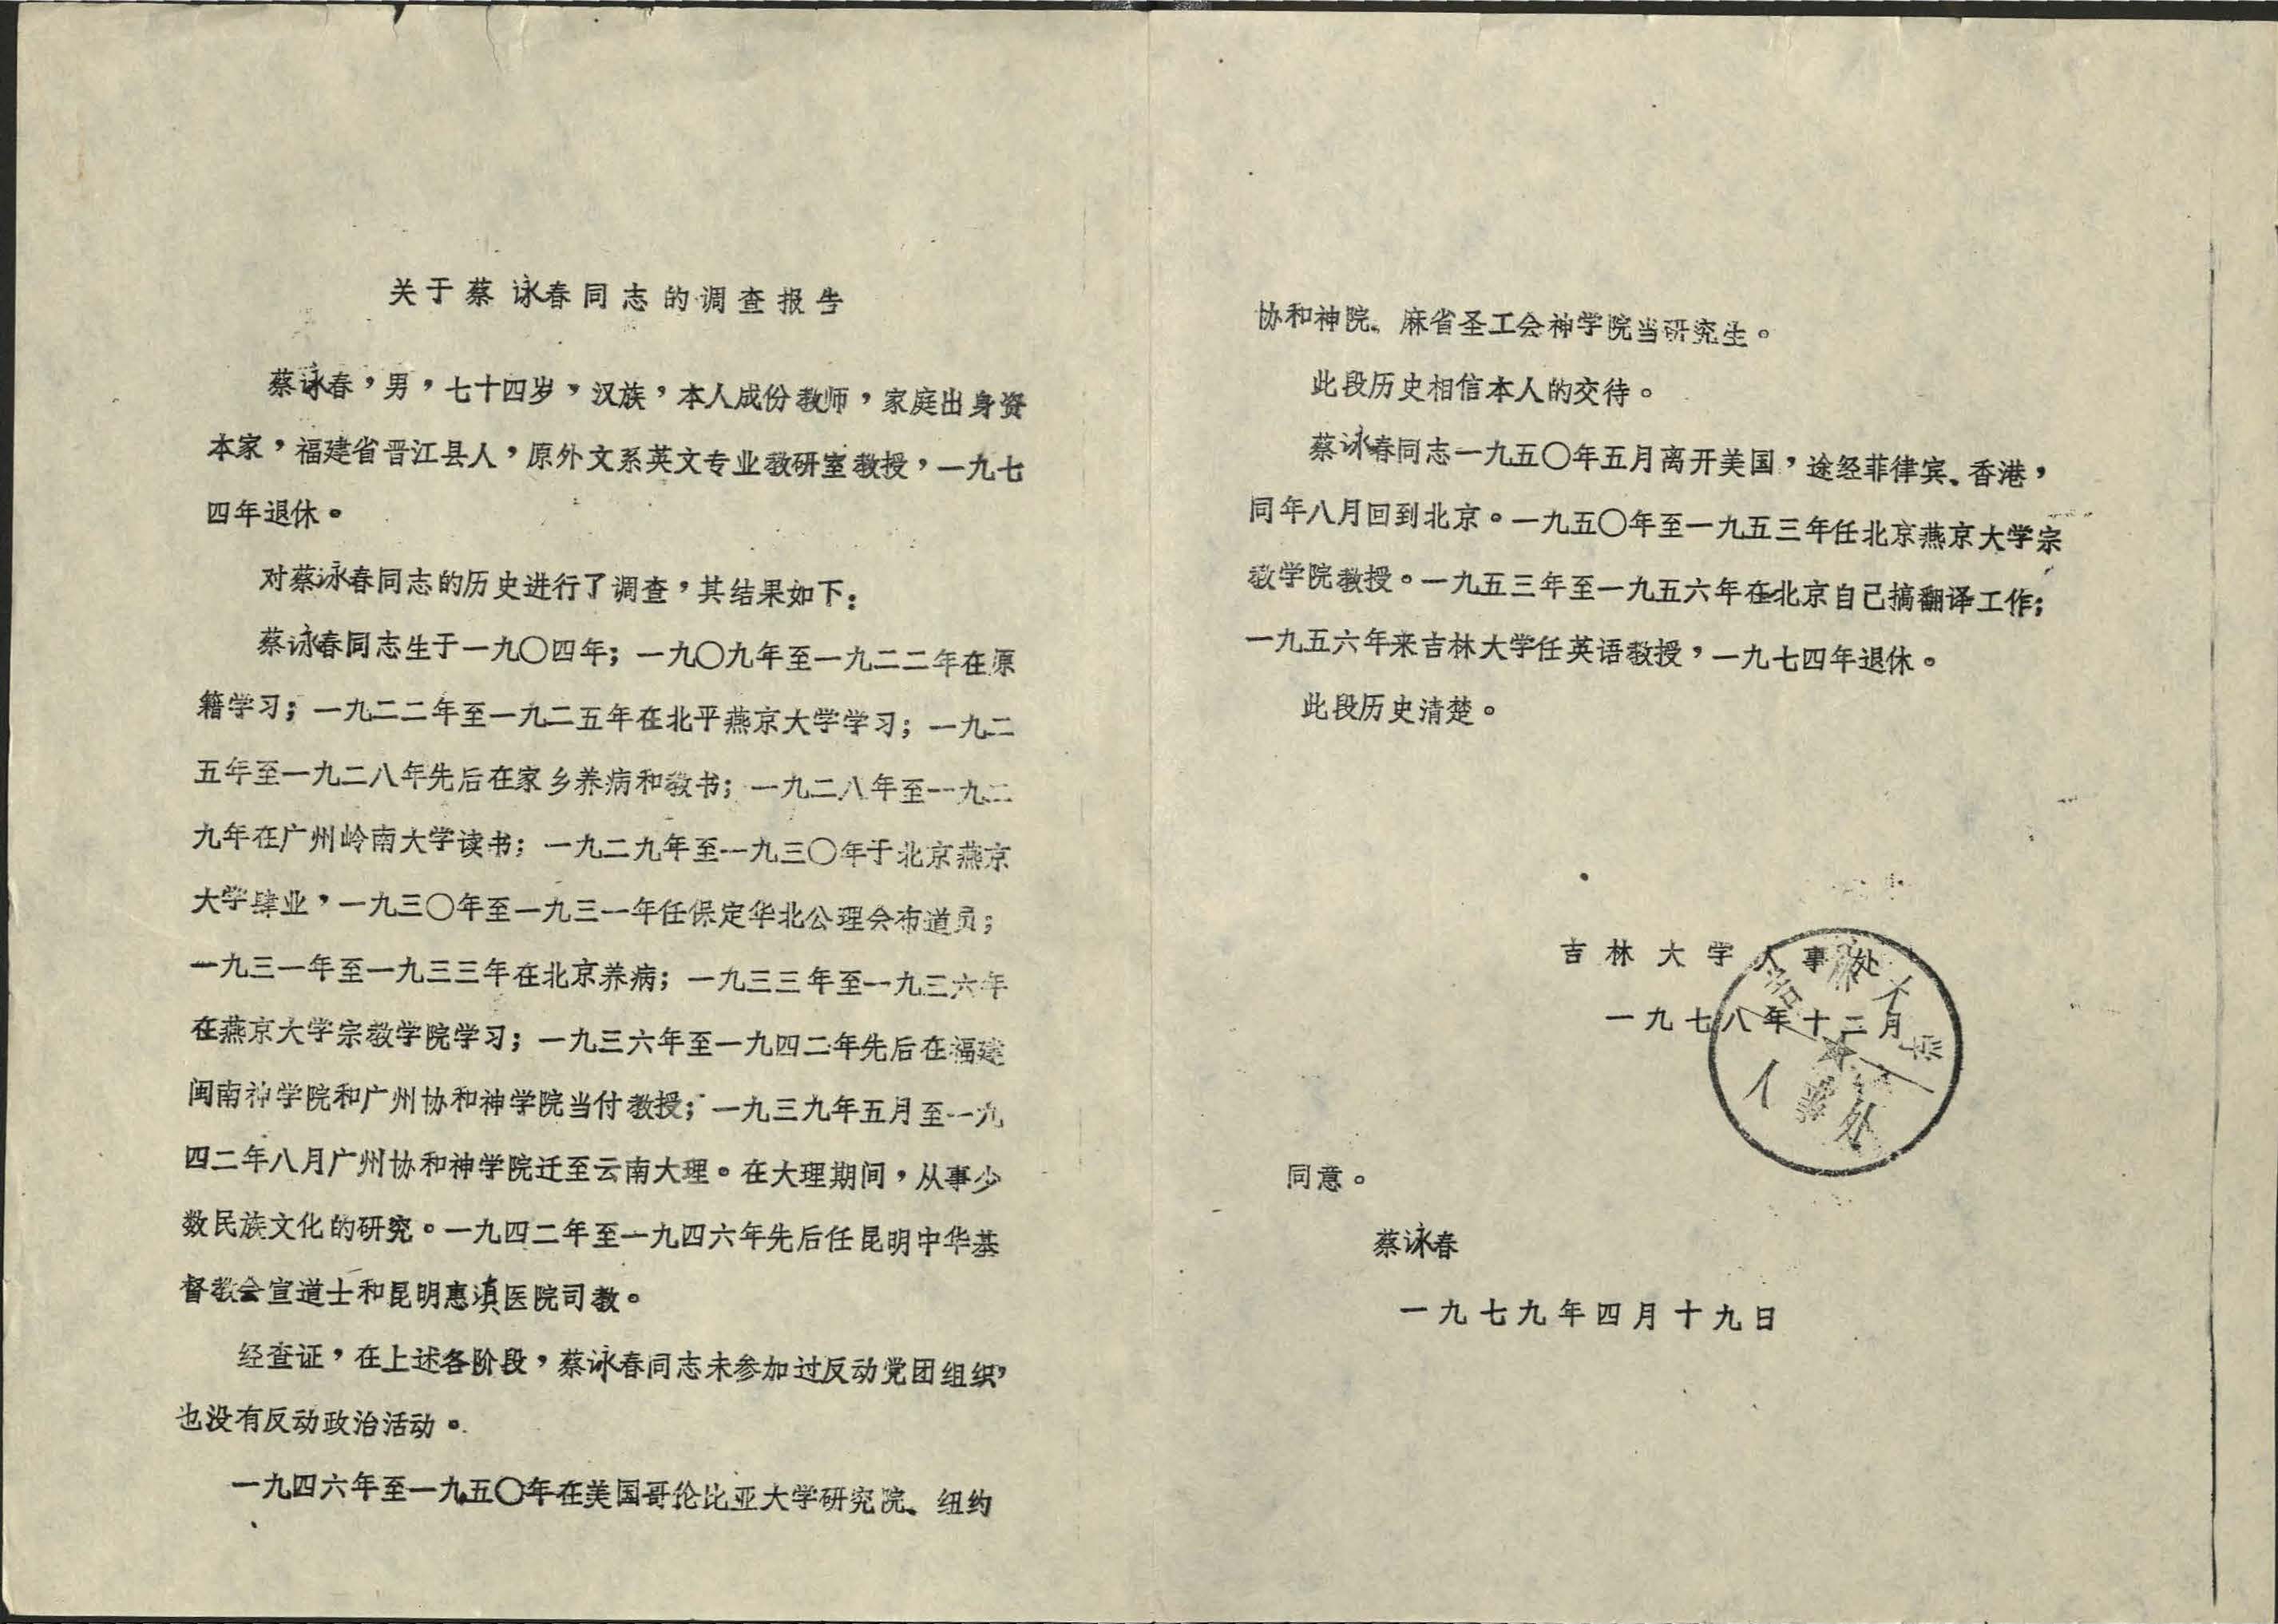 关于蔡咏春同志的调查报告
蔡咏春，男，七十四岁，汉族，本人成份教师，家庭出身资
本家，福建省晋江县人，原外文系英文专业教研室教授，一九七
四年退休。
对蔡咏春同志的历史进行了调查，其结果如下：
蔡咏春同志生于一九〇四年；一九〇九年至一九二二年在原
籍学习；一九二二年至一九二五年在北平燕京大学学习；一九二
五年至一九二八年先后在家乡养病和教书；一九二八年至一九二
九年在广州岭南大学读书；一九二九年至一九三〇年于北京燕京
大学肆业，一九三〇年至一九三一年任保定华北公理会布道员；
一九三一年至一九三三年在北京养病；一九三三年至一九三六年
在燕京大学宗教学院学习；一九三六年至一九四二年先后在福建
闽南神学院和广州协和神学院当付教授；一九三九年五月至一九
四二年八月广州协和神学院迁至云南大理。在大理期间，从事少
数民族文化的研究。一九四二年至一九四六年先后任昆明中华基
督教会宣道士和昆明惠滇医院司教。
经查证，在上述各阶段，蔡咏春同志未参加过反动党团组织，
也没有反动政治活动。
一九四六年至一九五〇年在美国哥伦比亚大学研究院、纽约
协和神院、麻省圣工会神学院当研究生。
此段历史相信本人的交待。
蔡咏春同志一九五〇年五月离开美国，途经菲律宾、香港，
同年八月回到北京。一九五〇年至一九五三年任北京燕京大学宗
教学院教授。一九五三年至一九五六年在北京自己搞翻译工作；
一九五六年来吉林大学任英语教授，一九七四年退休。
此段历史清楚。
吉林大学人事处
一九七八年十二月
吉林大学
人事处
同意。
蔡咏春
一九七九年四月十九日